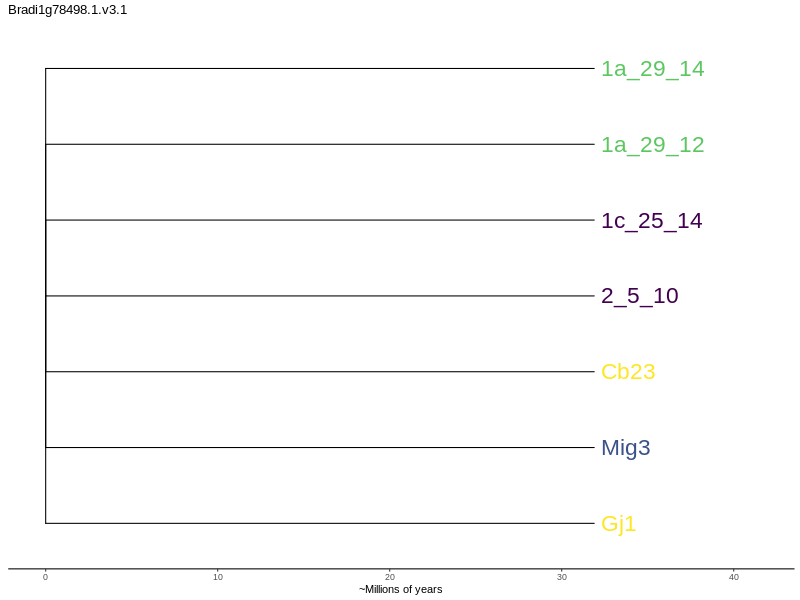 Bradi1g78498.1.v3.1
1a_29_14
1a_29_12
1c_25_14
2_5_10
Cb23
Mig3
Gj1
0 10 20 30 40
~Millions of years